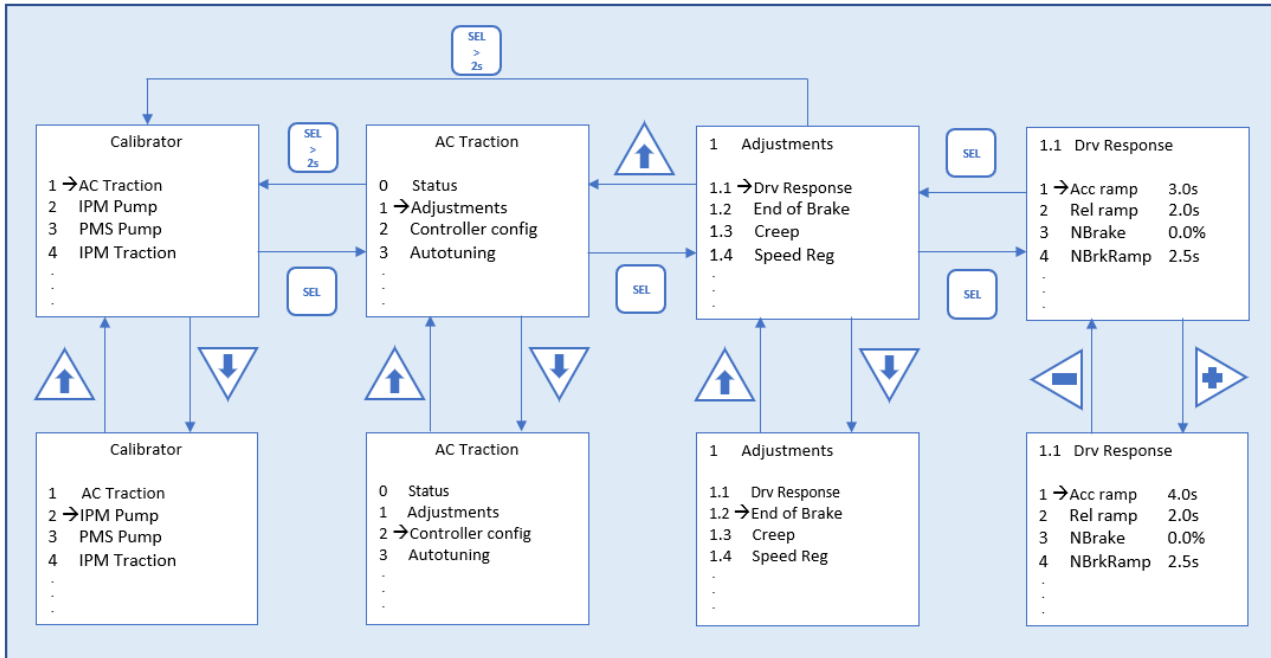 SEL
>
2s
Calibrator
1 →AC Traction
2 IPM Pump
3 PMS Pump
4 IPM Traction
.
.
.
SEL
>
2s
SEL
AC Traction
0 Status
1 →Adjustments
2 Controller config
3 Autotuning
.
.
.
SEL
1 Adjustments
1.1 →Drv Response
1.2 End of Brake
1.3 Creep
1.4 Speed Reg
.
.
.
SEL
SEL
1.1 Drv Response
1 →Acc ramp 3.0s
2 Rel ramp 2.0s
3 NBrake 0.0%
4 NBrkRamp 2.5s
.
.
.
Calibrator
1 AC Traction
2 →IPM Pump
3 PMS Pump
4 IPM Traction
.
.
.
AC Traction
0 Status
1 Adjustments
2 →Controller config
3 Autotuning
.
.
.
1 Adjustments
1.1 Drv Response
1.2 →End of Brake
1.3 Creep
1.4 Speed Reg
.
.
.
1.1 Drv Response
1 →Acc ramp 4.0s
2 Rel ramp 2.0s
3 NBrake 0.0%
4 NBrkRamp 2.5s
.
.
.